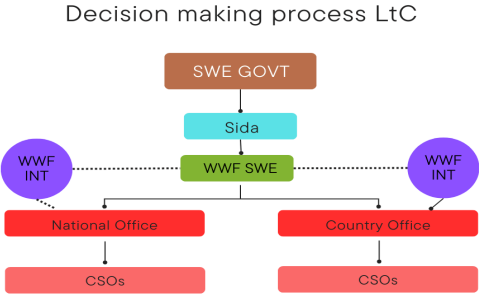 Decision making process LtC
SWE GOVT
Sida
WWF
INT
WWF SWE
WWF
INT
National Office
Country Office
CSOs
CSOs